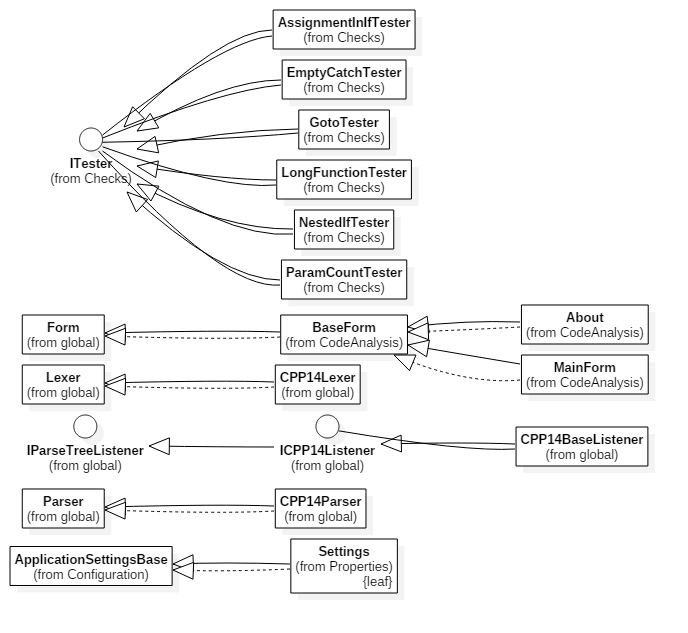 AssignmentInIfTester
(from Checks)
EmptyCatchTester
(from Checks)
GotoTester
(from Checks)
ITester
(from Checks)
LongFunctionTester
(from Checks)
NestedIfTester
(from Checks)
ParamCountTester
(from Checks)
Form
(from global)
BaseForm
(from CodeAnalysis)
About
(from CodeAnalysis)
MainForm
(from CodeAnalysis)
Lexer
(from global)
CPP14Lexer
(from global)
IParseTreeListener
(from global)
ICPP14Listener
(from global)
CPP14BaseListener
(from global)
Parser
(from global)
CPP14Parser
(from global)
ApplicationSettingsBase
(from Configuration)
Settings
(from Properties)
{leaf}